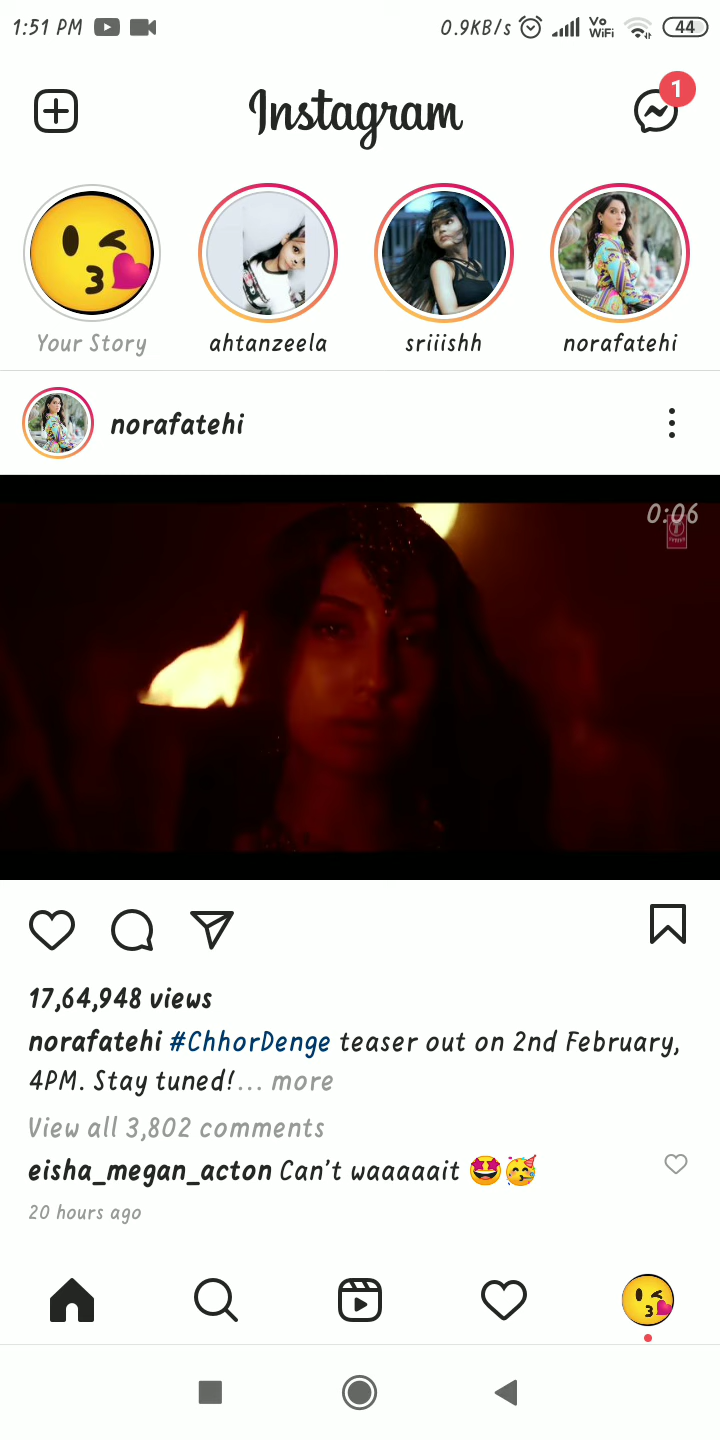 1:51 PM 0.9KB/s Vo WiFi 44
Instagram 1
Your Story ahtanzeela sriiishh norafatehi
norafatehi
0:06
17,64,948 views
norafatehi #ChhorDenge teaser out on 2nd February,
4PM. Stay tuned!... more
View all 3,802 comments
eisha_megan_acton Can't waaaaait 🤩🥳
20 hours ago